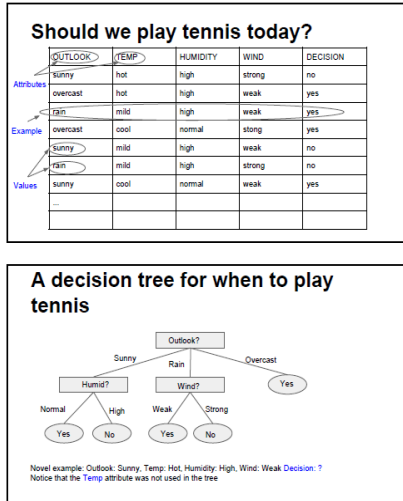 Should we play tennis today?
OUTLOOK TEMP HUMIDITY WIND DECISION
sunny hot high strong no
Attributes
overcast hot high weak yes
rain mild high weak yes
Example
overcast cool normal stong yes
sunny mild high weak no
rain mild high strong no
Values
sunny cool normal weak yes
...
A decision tree for when to play
tennis
Outlook?
Sunny
Rain
Overcast
Humid?
Wind?
Yes
Normal
High
Weak
Strong
Yes
No
Yes
No
Novel example: Outlook: Sunny, Temp: Hot, Humidity: High, Wind: Weak Decision: ?
Notice that the Temp attribute was not used in the tree